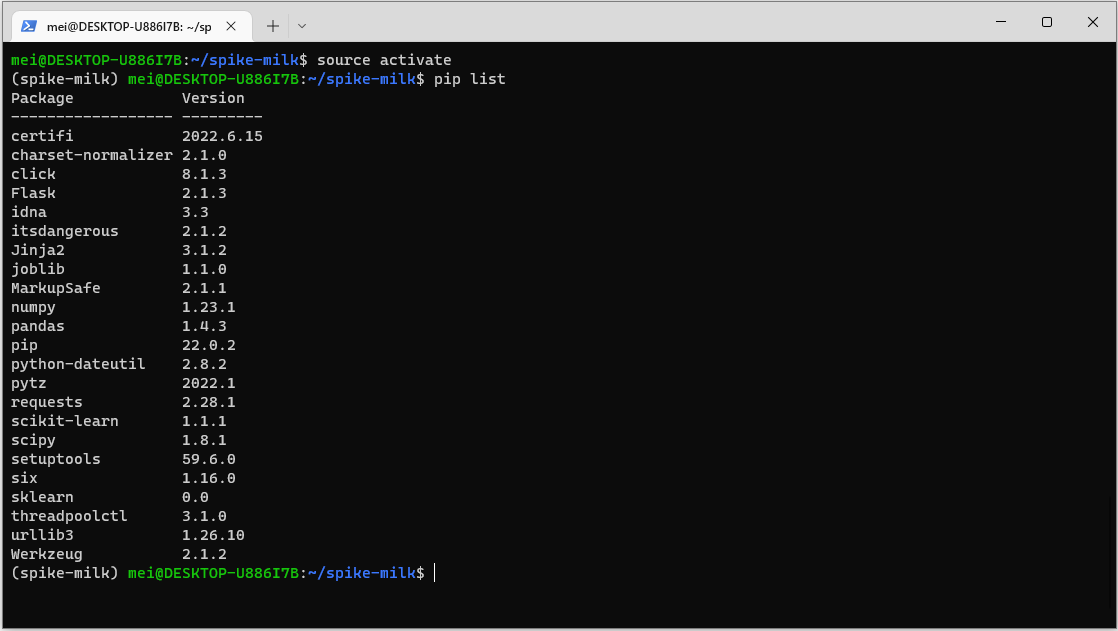 mei@DESKTOP-U886I7B: ~/sp
mei@DESKTOP-U886I7B:~/spike-milk$ source activate
(spike-milk) mei@DESKTOP-U886I7B:~/spike-milk$ pip list
Package            Version
------------------ ---------
certifi            2022.6.15
charset-normalizer 2.1.0
click              8.1.3
Flask              2.1.3
idna               3.3
itsdangerous       2.1.2
Jinja2             3.1.2
joblib             1.1.0
MarkupSafe         2.1.1
numpy              1.23.1
pandas             1.4.3
pip                22.0.2
python-dateutil    2.8.2
pytz               2022.1
requests           2.28.1
scikit-learn       1.1.1
scipy              1.8.1
setuptools         59.6.0
six                1.16.0
sklearn            0.0
threadpoolctl      3.1.0
urllib3            1.26.10
Werkzeug           2.1.2
(spike-milk) mei@DESKTOP-U886I7B:~/spike-milk$